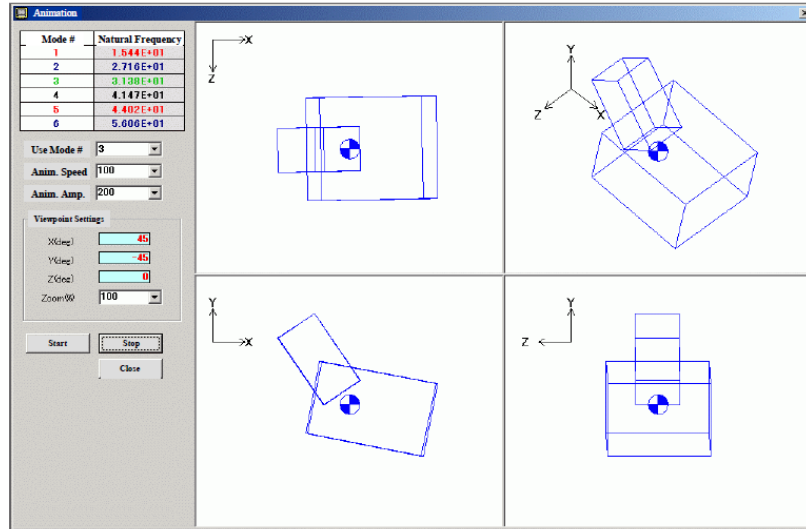 Animation
Mode # Natural Frequency
1 1.544E+01
2 2.716E+01
3 3.138E+01
4 4.147E+01
5 4.402E+01
6 5.606E+01
Use Mode # 3
Anim. Speed 100
Anim. Amp. 200
Viewpoint Settings
X(deg) 45
Y(deg) -45
Z(deg) 0
Zoom(%) 100
Start Stop
Close
X
Z
Y
Z X
Y
X
Y
Z